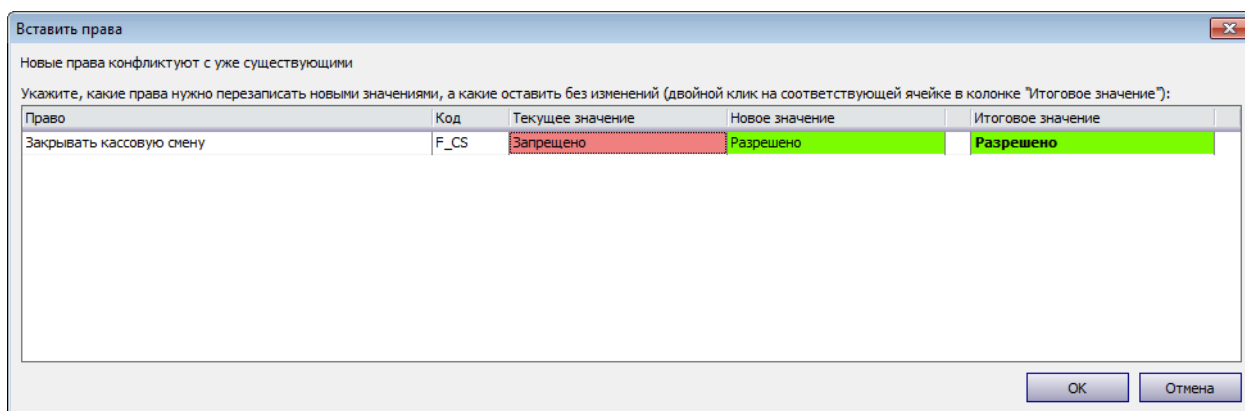 Вставить права
Новые права конфликтуют с уже существующими
Укажите, какие права нужно перезаписать новыми значениями, а какие оставить без изменений (двойной клик на соответствующей ячейке в колонке "Итоговое значение"):
Право Код Текущее значение Новое значение Итоговое значение
Закрывать кассовую смену F_CS Запрещено Разрешено Разрешено
OK Отмена